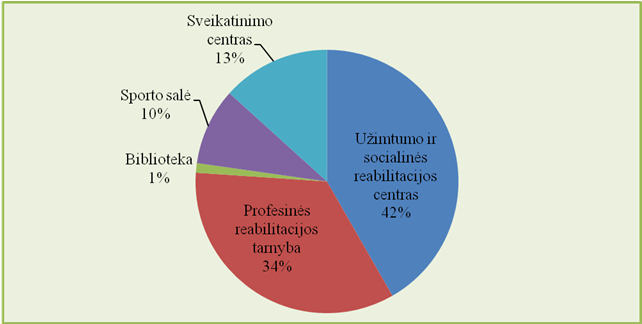 Sveikatinimo
centras
13%
Sporto salė
10%
Biblioteka
1%
Užimtumo ir
socialinės
reabilitacijos
centras
42%
Profesinės
reabilitacijos
tarnyba
34%